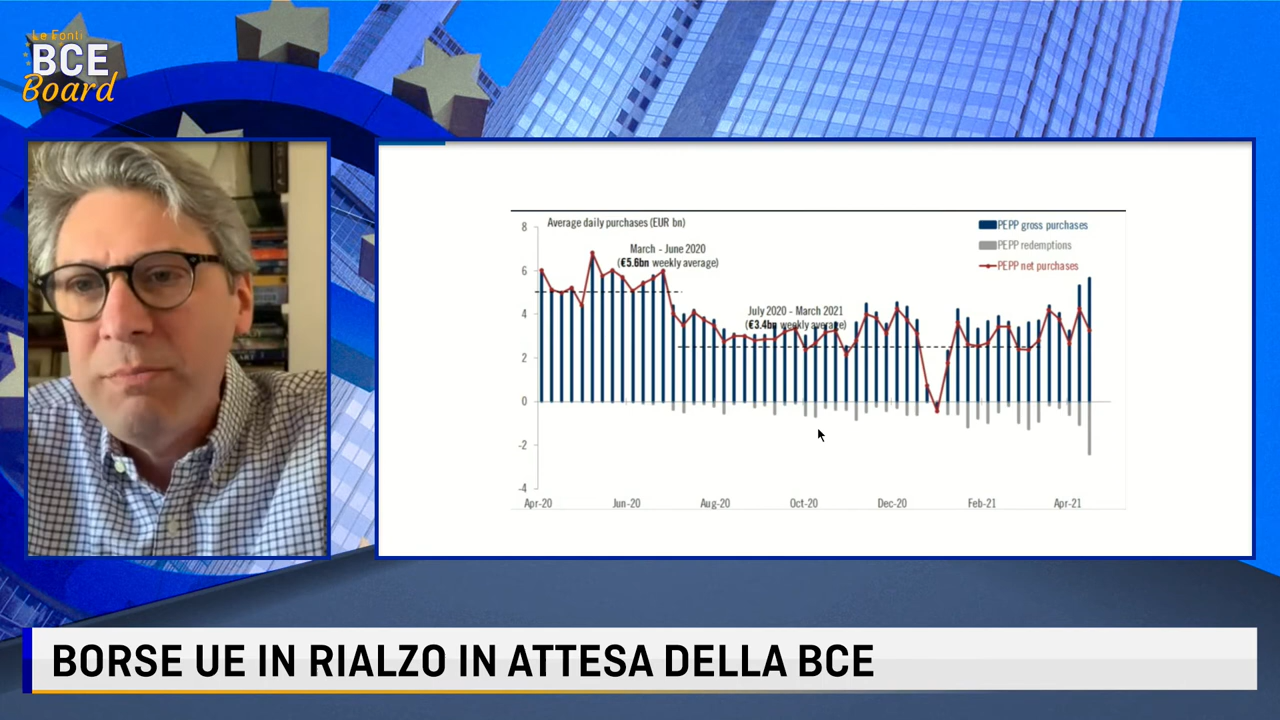 Le Fonti
BCE
Board
Average daily purchases (EUR bn)
March - June 2020
(€5.6bn weekly average)
July 2020 - March 2021
(€3.4bn weekly average)
PEPP gross purchases
PEPP redemptions
PEPP net purchases
8
6
4
2
0
-2
-4
Apr-20 Jun-20 Aug-20 Oct-20 Dec-20 Feb-21 Apr-21
BORSE UE IN RIALZO IN ATTESA DELLA BCE